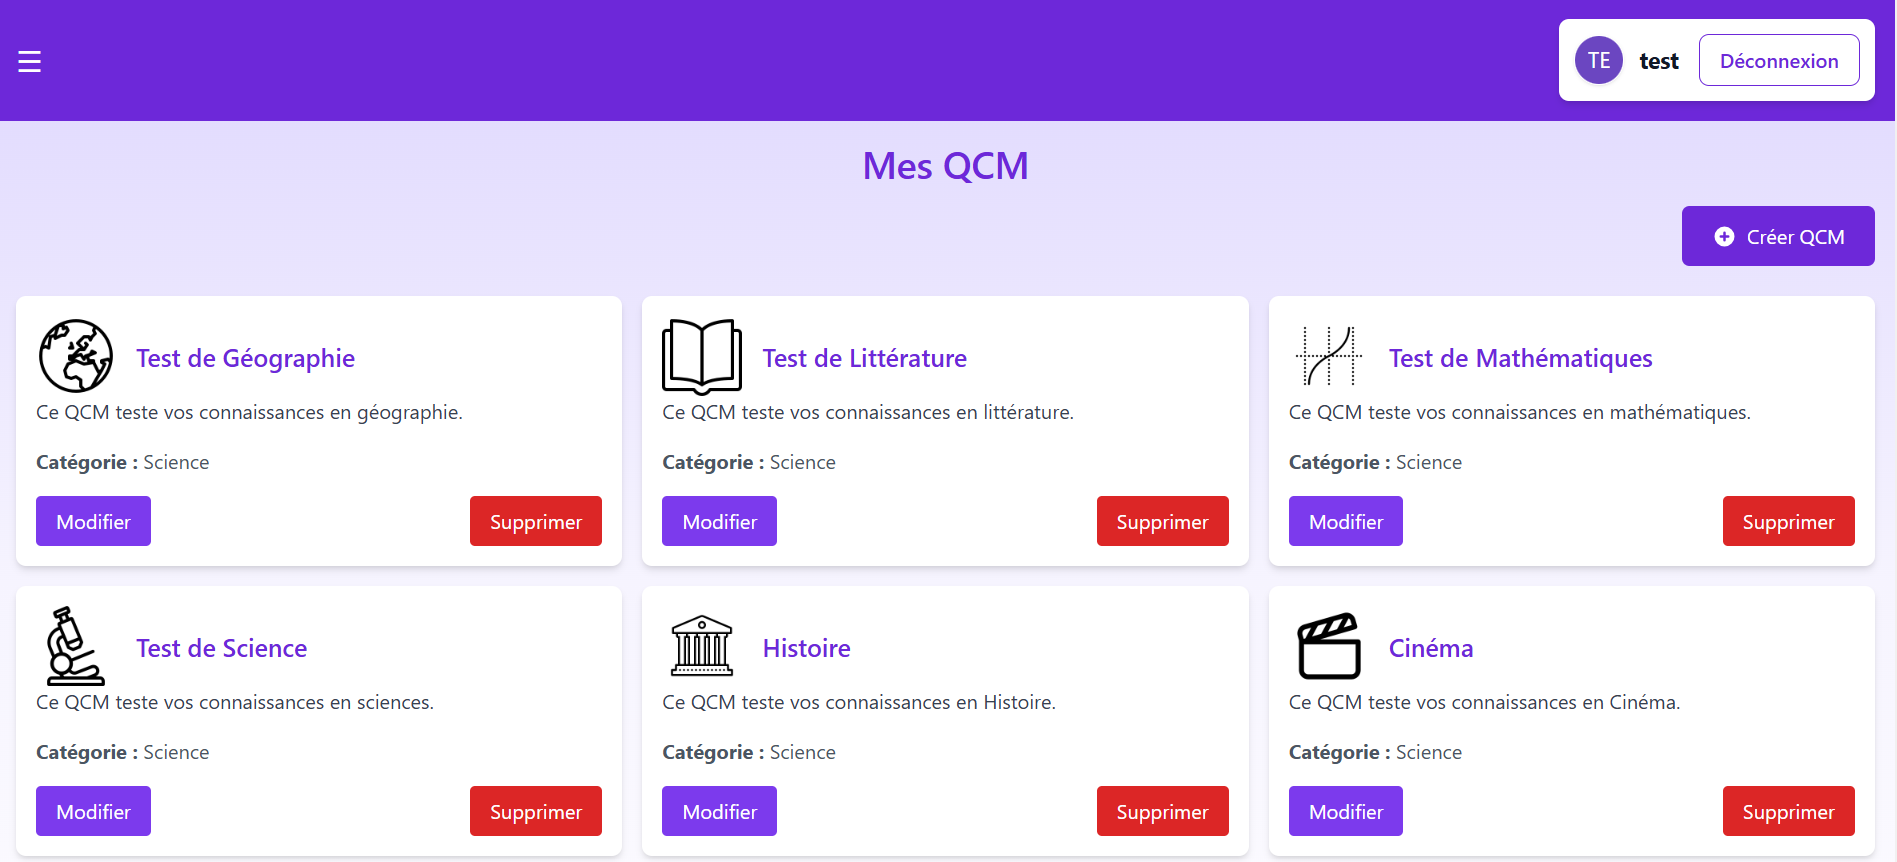 TE test Déconnexion
Mes QCM
Créer QCM
Test de Géographie
Ce QCM teste vos connaissances en géographie.
Catégorie : Science
Modifier Supprimer
Test de Littérature
Ce QCM teste vos connaissances en littérature.
Catégorie : Science
Modifier Supprimer
Test de Mathématiques
Ce QCM teste vos connaissances en mathématiques.
Catégorie : Science
Modifier Supprimer
Test de Science
Ce QCM teste vos connaissances en sciences.
Catégorie : Science
Modifier Supprimer
Histoire
Ce QCM teste vos connaissances en Histoire.
Catégorie : Science
Modifier Supprimer
Cinéma
Ce QCM teste vos connaissances en Cinéma.
Catégorie : Science
Modifier Supprimer